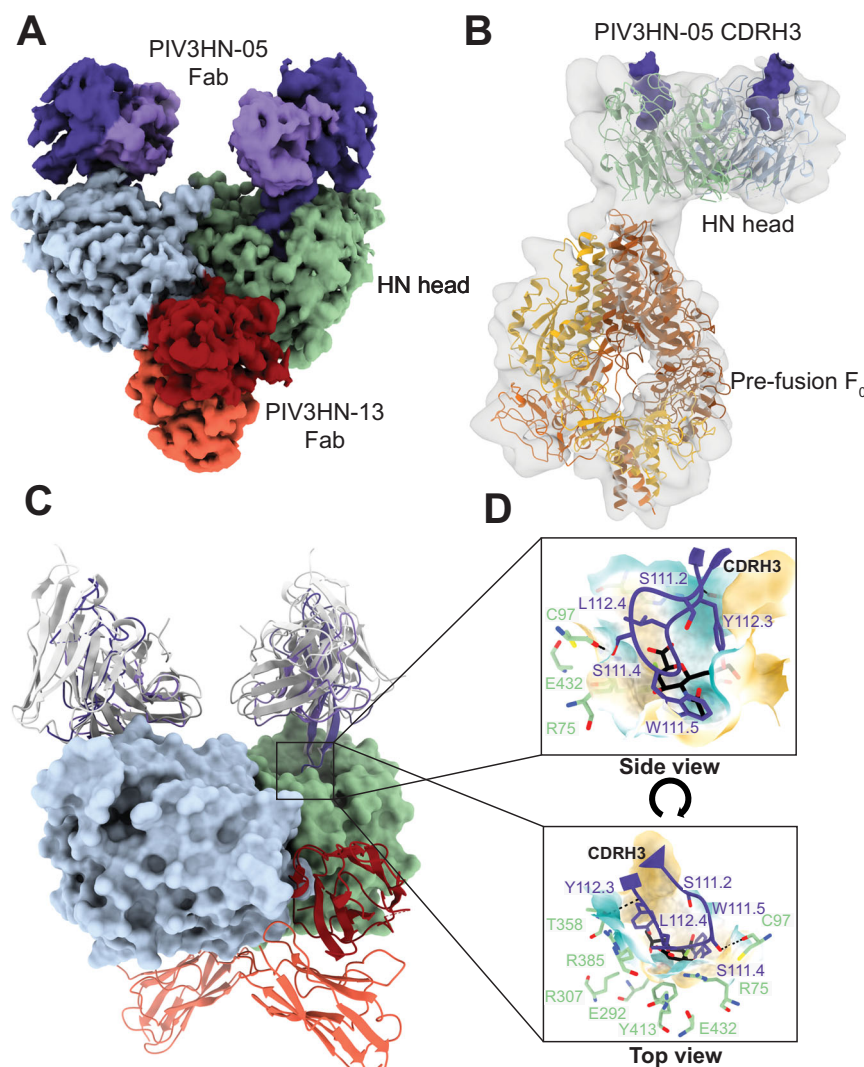 A
PIV3HN-05
Fab
HN head
PIV3HN-13
Fab
B
PIV3HN-05 CDRH3
HN head
Pre-fusion F0
C
D
CDRH3
S111.2
L112.4
C97
Y112.3
S111.4
E432
R75
W111.5
Side view
CDRH3
Y112.3
S111.2
W111.5
L112.4
T358
C97
R385
S111.4
R307
R75
E292
Y413
E432
Top view